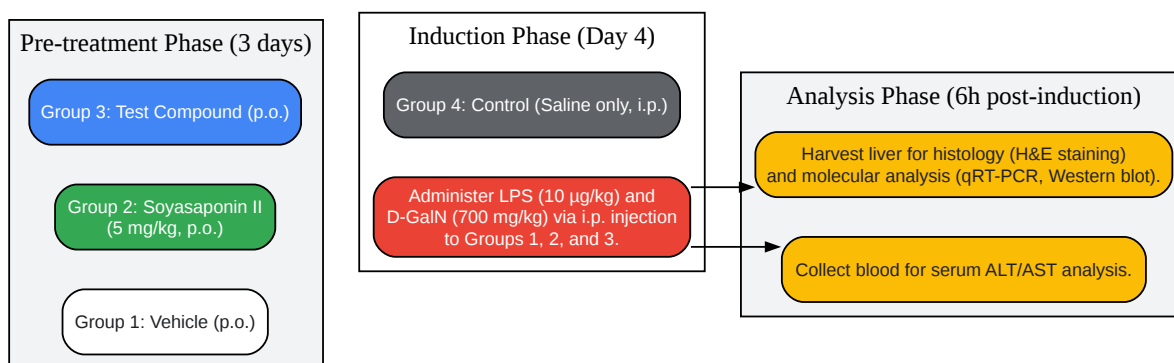 Pre-treatment Phase (3 days)
Group 3: Test Compound (p.o.)
Group 2: Soyasaponin II
(5 mg/kg, p.o.)
Group 1: Vehicle (p.o.)
Induction Phase (Day 4)
Group 4: Control (Saline only, i.p.)
Administer LPS (10 µg/kg) and
D-GalN (700 mg/kg) via i.p. injection
to Groups 1, 2, and 3.
Analysis Phase (6h post-induction)
Harvest liver for histology (H&E staining)
and molecular analysis (qRT-PCR, Western blot).
Collect blood for serum ALT/AST analysis.